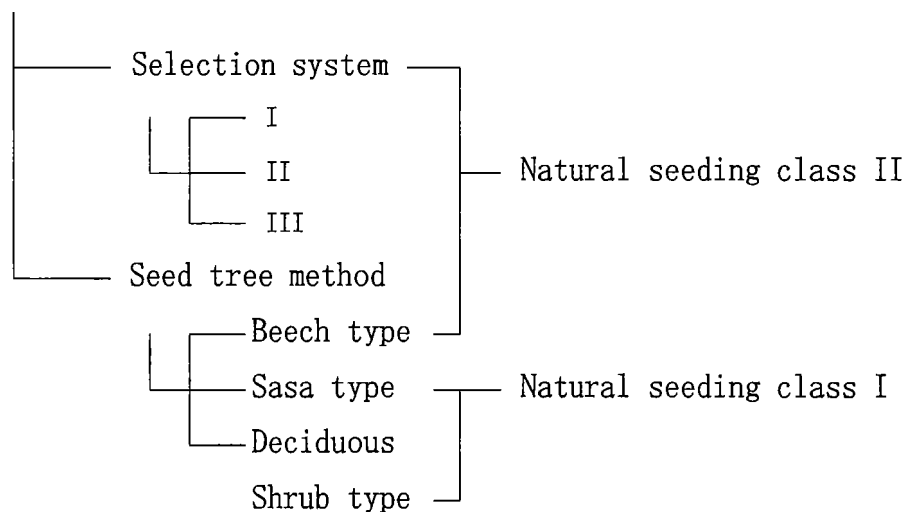 Selection system
I
II
Natural seeding class II
III
Seed tree method
Beech type
Sasa type
Natural seeding class I
Deciduous
Shrub type